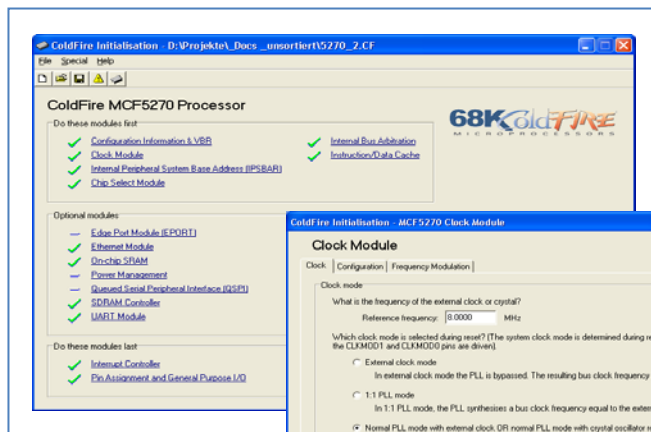 ColdFire Initialisation - D:\Projekte\_Docs _unsortiert\5270_2.CF
File Special Help
ColdFire MCF5270 Processor
68K ColdFIRE
MICROPROCESSORS
Do these modules first
Configuration Information & VBR
Clock Module
Internal Peripheral System Base Address (IPSBAR)
Chip Select Module
Internal Bus Arbitration
Instruction/Data Cache
Optional modules
Edge Port Module (EPORT)
Ethernet Module
On-chip SRAM
Power Management
Queued Serial Peripheral Interface (QSPI)
SDRAM Controller
UART Module
Do these modules last
Interrupt Controller
Pin Assignment and General Purpose I/O
ColdFire Initialisation - MCF5270 Clock Module
Clock Module
Clock Configuration Frequency Modulation
Clock mode
What is the frequency of the external clock or crystal?
Reference frequency: 8.0000 MHz
Which clock mode is selected during reset? (The system clock mode is determined during re
the CLKMOD1 and CLKMOD0 pins are driven).
External clock mode
In external clock mode the PLL is bypassed. The resulting bus clock frequency
1:1 PLL mode
In 1:1 PLL mode, the PLL synthesises a bus clock frequency equal to the extern
Normal PLL mode with external clock OR normal PLL mode with crystal oscillator re